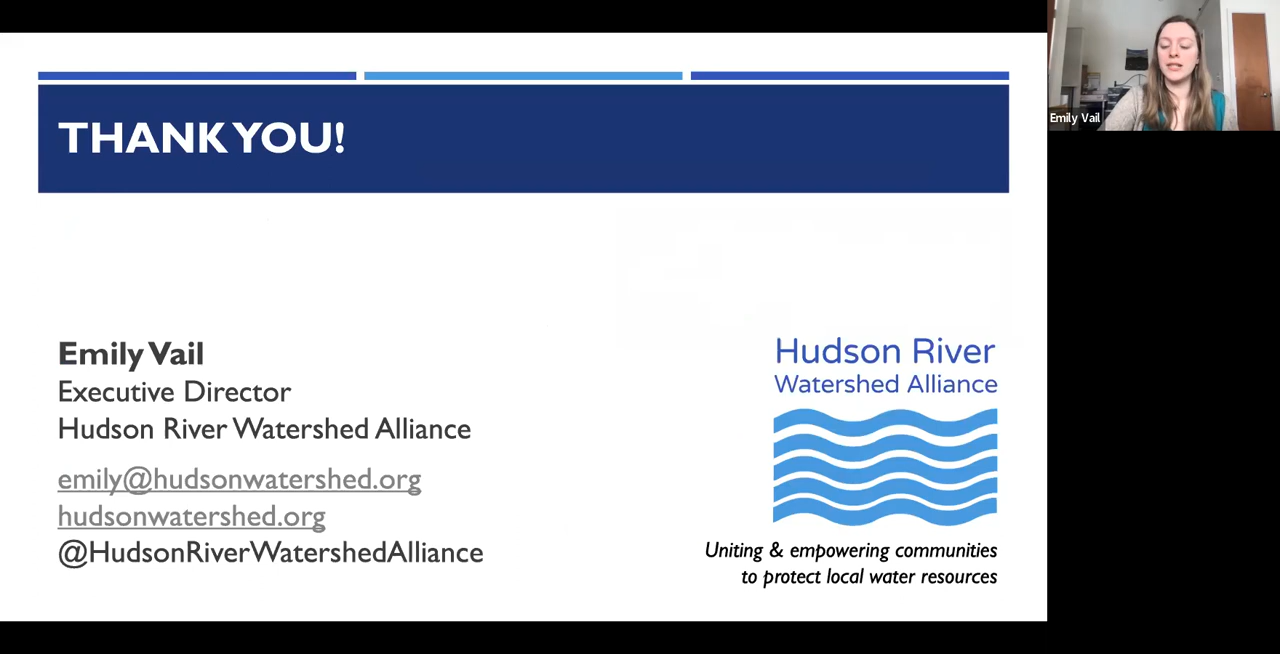 THANK YOU!
Emily Vail
Executive Director
Hudson River Watershed Alliance
emily@hudsonwatershed.org
hudsonwatershed.org
@HudsonRiverWatershedAlliance
Hudson River
Watershed Alliance
Uniting & empowering communities
to protect local water resources
Emily Vail